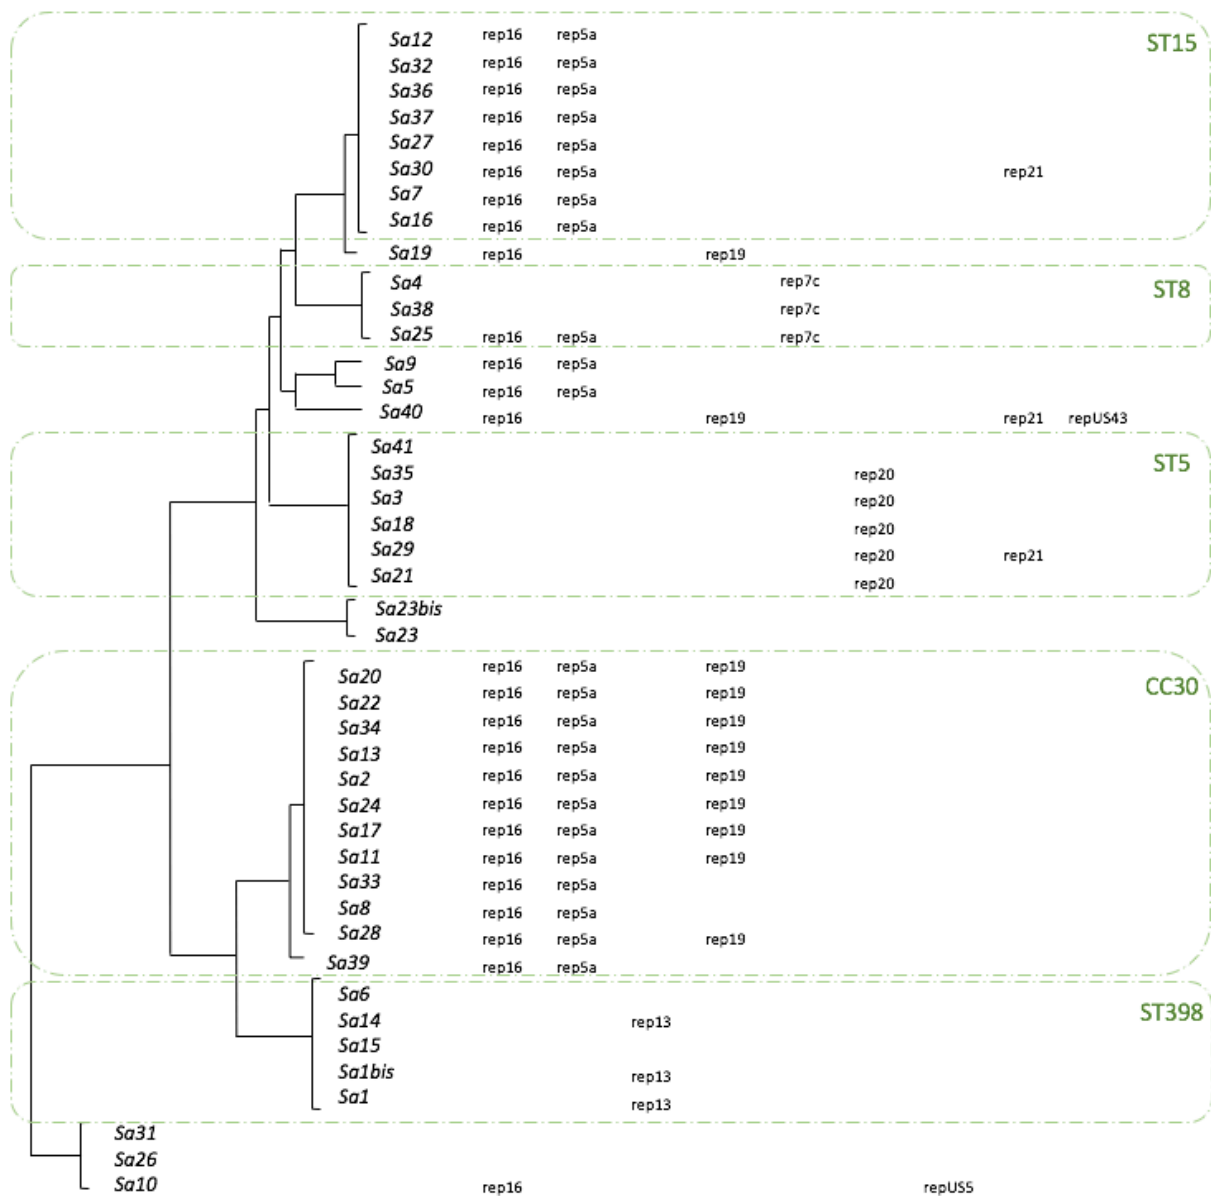 Sa12 rep16 rep5a ST15
Sa32 rep16 rep5a
Sa36 rep16 rep5a
Sa37 rep16 rep5a
Sa27 rep16 rep5a
Sa30 rep16 rep5a rep21
Sa7 rep16 rep5a
Sa16 rep16 rep5a
Sa19 rep16 rep19
Sa4 rep7c ST8
Sa38 rep7c
Sa25 rep16 rep5a rep7c
Sa9 rep16 rep5a
Sa5 rep16 rep5a
Sa40 rep16 rep19 rep21 repUS43
Sa41 ST5
Sa35 rep20
Sa3 rep20
Sa18 rep20
Sa29 rep20 rep21
Sa21 rep20
Sa23bis
Sa23
Sa20 rep16 rep5a rep19 CC30
Sa22 rep16 rep5a rep19
Sa34 rep16 rep5a rep19
Sa13 rep16 rep5a rep19
Sa2 rep16 rep5a rep19
Sa24 rep16 rep5a rep19
Sa17 rep16 rep5a rep19
Sa11 rep16 rep5a rep19
Sa33 rep16 rep5a
Sa8 rep16 rep5a
Sa28 rep16 rep5a rep19
Sa39 rep16 rep5a
Sa6 ST398
Sa14 rep13
Sa15
Sa1bis rep13
Sa1 rep13
Sa31
Sa26
Sa10 rep16 repUS5